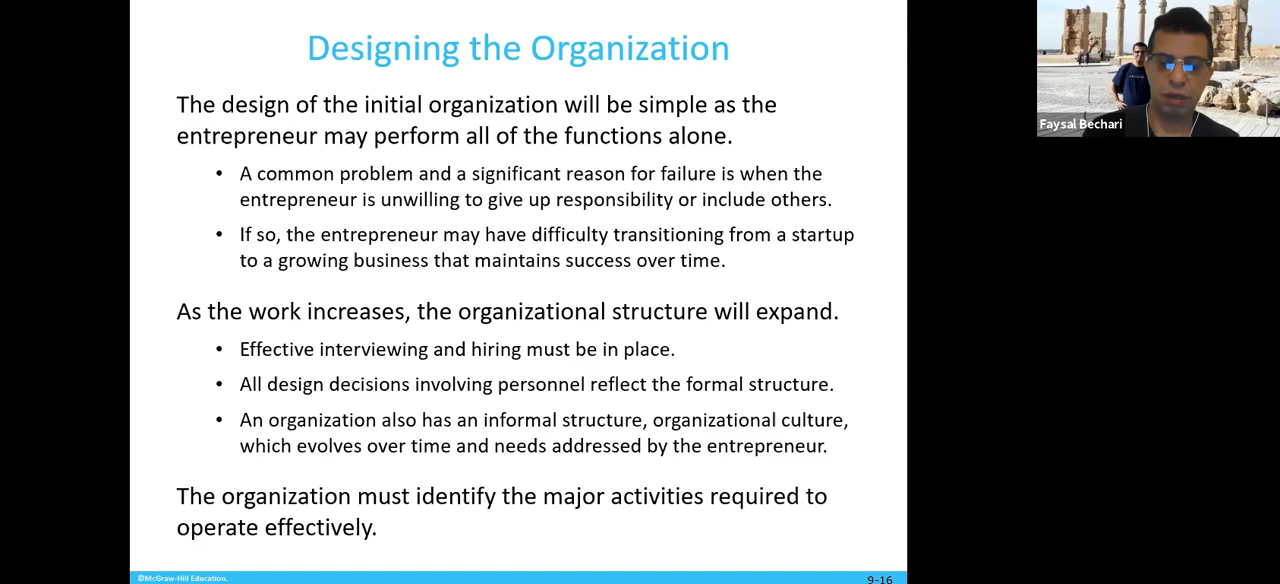 Designing the Organization
The design of the initial organization will be simple as the
entrepreneur may perform all of the functions alone.
• A common problem and a significant reason for failure is when the
entrepreneur is unwilling to give up responsibility or include others.
• If so, the entrepreneur may have difficulty transitioning from a startup
to a growing business that maintains success over time.
As the work increases, the organizational structure will expand.
• Effective interviewing and hiring must be in place.
• All design decisions involving personnel reflect the formal structure.
• An organization also has an informal structure, organizational culture,
which evolves over time and needs addressed by the entrepreneur.
The organization must identify the major activities required to
operate effectively.
©McGraw-Hill Education.
9-16
Faysal Bechari